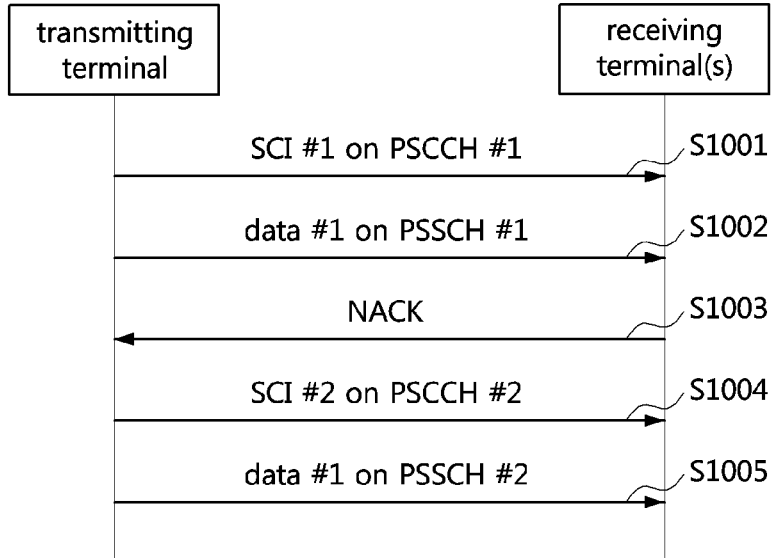 transmitting
terminal
receiving
terminal(s)
SCI #1 on PSCCH #1
S1001
data #1 on PSSCH #1
S1002
NACK
S1003
SCI #2 on PSCCH #2
S1004
data #1 on PSSCH #2
S1005